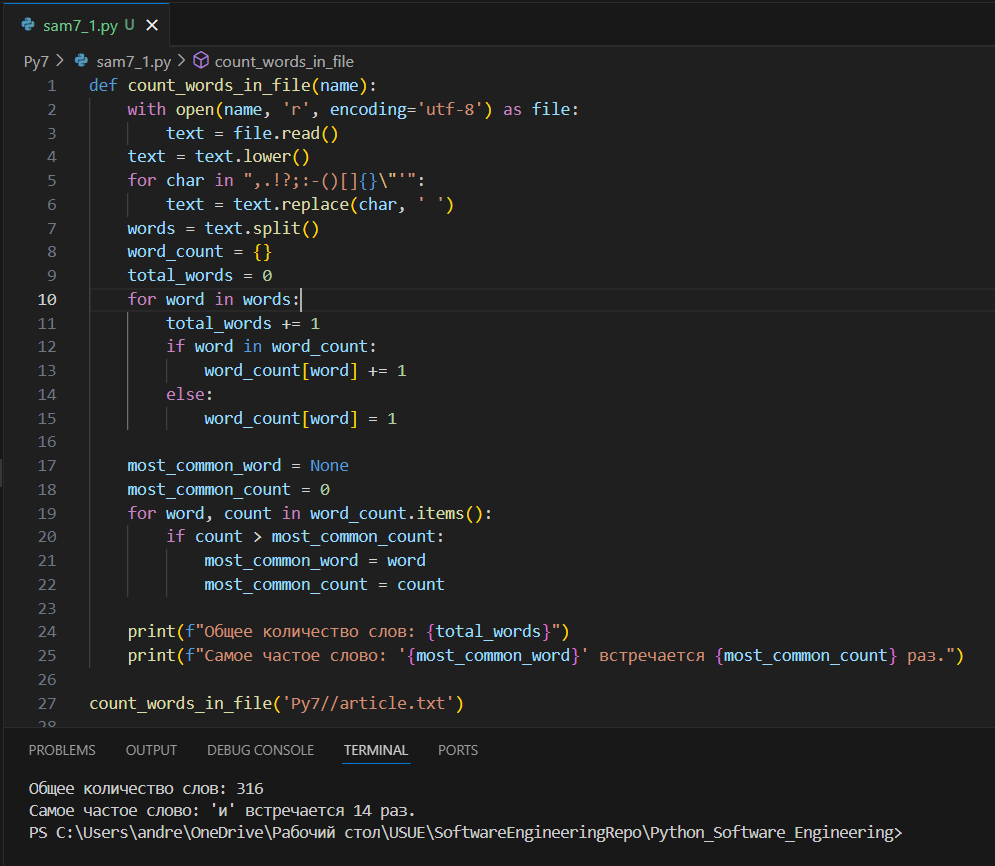 sam7_1.py U
Py7 > sam7_1.py > count_words_in_file
1 def count_words_in_file(name):
2     with open(name, 'r', encoding='utf-8') as file:
3         text = file.read()
4     text = text.lower()
5     for char in ",.!?;:-()[]{}\"'":
6         text = text.replace(char, ' ')
7     words = text.split()
8     word_count = {}
9     total_words = 0
10     for word in words:
11         total_words += 1
12         if word in word_count:
13             word_count[word] += 1
14         else:
15             word_count[word] = 1
16
17     most_common_word = None
18     most_common_count = 0
19     for word, count in word_count.items():
20         if count > most_common_count:
21             most_common_word = word
22             most_common_count = count
23
24     print(f"Общее количество слов: {total_words}")
25     print(f"Самое частое слово: '{most_common_word}' встречается {most_common_count} раз.")
26
27 count_words_in_file('Py7//article.txt')
28
PROBLEMS OUTPUT DEBUG CONSOLE TERMINAL PORTS
Общее количество слов: 316
Самое частое слово: 'и' встречается 14 раз.
PS C:\Users\andre\OneDrive\Рабочий стол\USUE\SoftwareEngineeringRepo\Python_Software_Engineering>